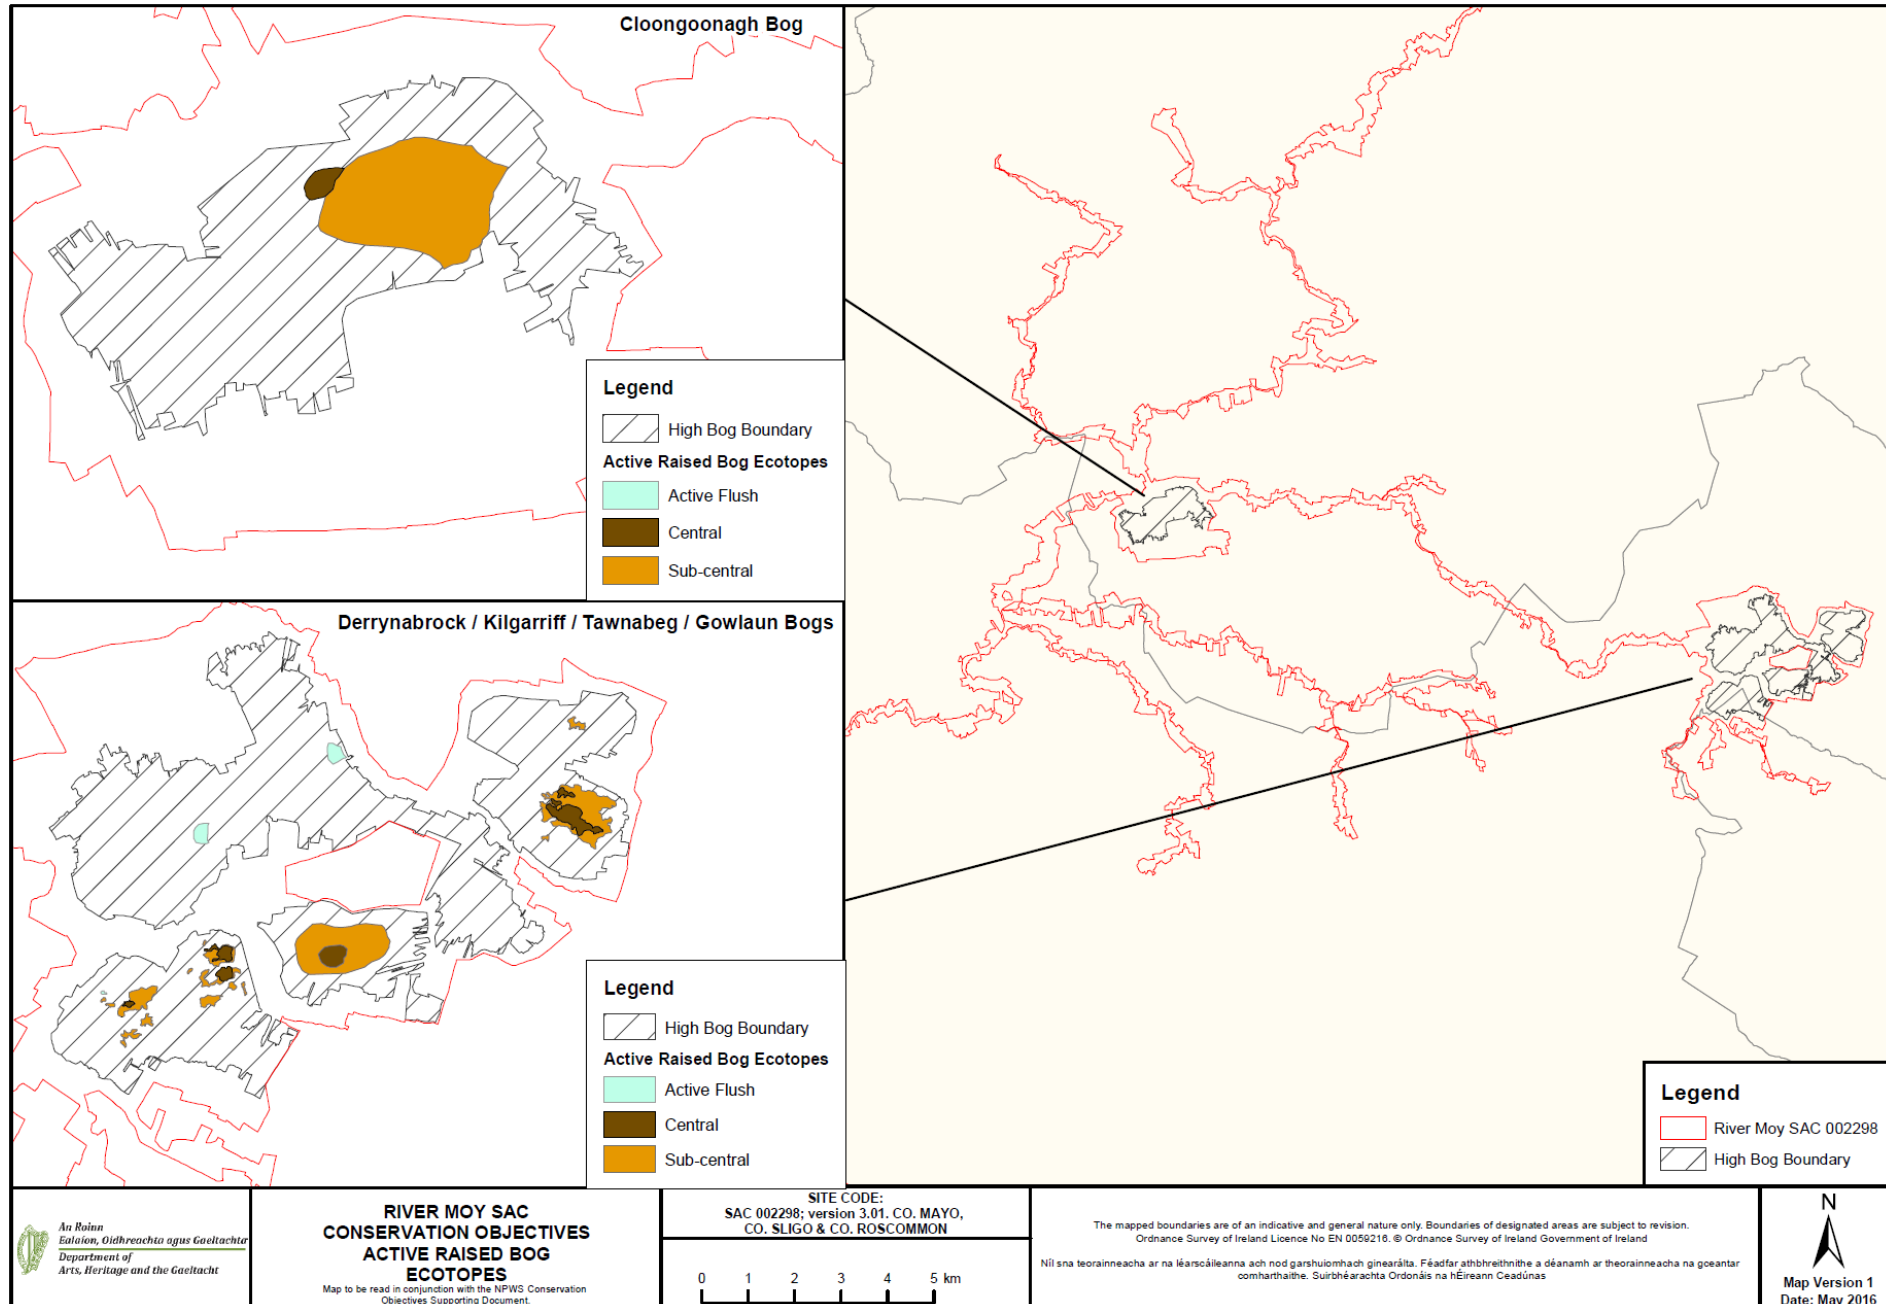 Cloongoonagh Bog
Legend
High Bog Boundary
Active Raised Bog Ecotopes
Active Flush
Central
Sub-central
Derrynabrock / Kilgarriff / Tawnabeg / Gowlaun Bogs
Legend
High Bog Boundary
Active Raised Bog Ecotopes
Active Flush
Central
Sub-central
Legend
River Moy SAC 002298
High Bog Boundary
An Roinn
Ealaíon, Oidhreachta agus Gaeltachta
Department of
Arts, Heritage and the Gaeltacht
RIVER MOY SAC
CONSERVATION OBJECTIVES
ACTIVE RAISED BOG
ECOTOPES
Map to be read in conjunction with the NPWS Conservation
Objectives Supporting Document.
SITE CODE:
SAC 002298; version 3.01. CO. MAYO,
CO. SLIGO & CO. ROSCOMMON
0 1 2 3 4 5 km
The mapped boundaries are of an indicative and general nature only. Boundaries of designated areas are subject to revision.
Ordnance Survey of Ireland Licence No EN 0059216. © Ordnance Survey of Ireland Government of Ireland
Níl sna teorainneacha ar na léarscáileanna ach nod garshuiomhach ginearálta. Féadfar athbhreithnithe a déanamh ar theorainneacha na gceantar
comharthaithe. Suirbhéarachta Ordonáis na hÉireann Ceadúnas
N
Map Version 1
Date: May 2016